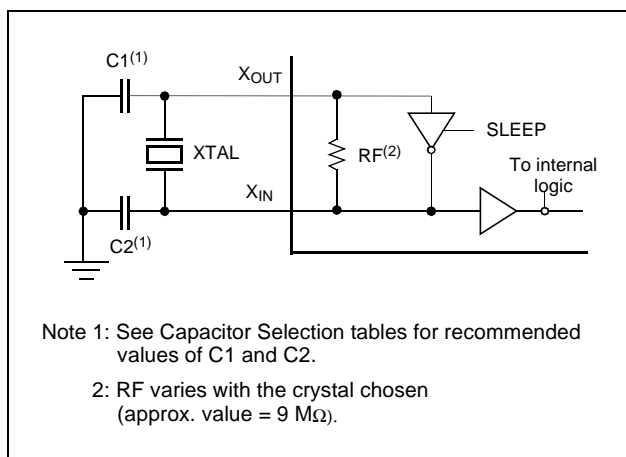 C1(1)
XOUT
SLEEP
XTAL
RF(2)
To internal
logic
XIN
C2(1)
Note 1: See Capacitor Selection tables for recommended
values of C1 and C2.
2: RF varies with the crystal chosen
(approx. value = 9 MΩ).